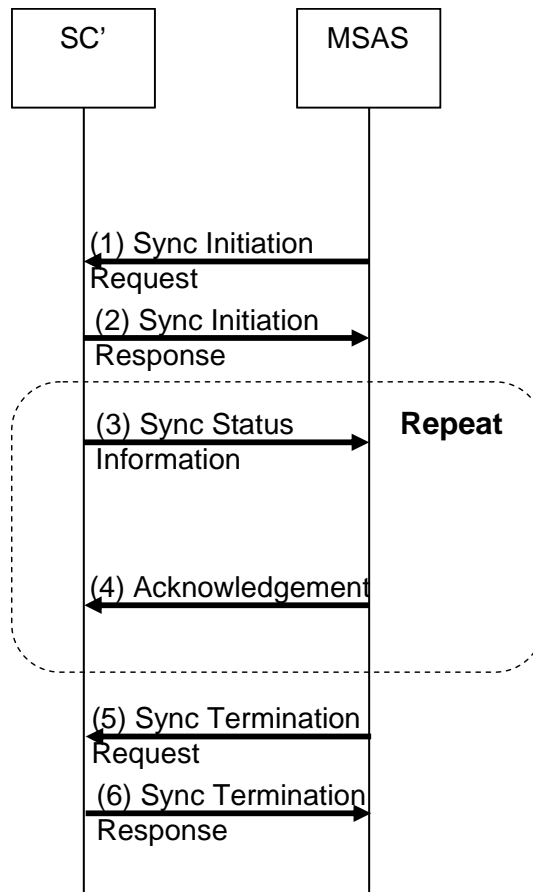 SC’
MSAS
(1) Sync Initiation
Request
(2) Sync Initiation
Response
Repeat
(3) Sync Status
Information
(4) Acknowledgement
(5) Sync Termination
Request
(6) Sync Termination
Response